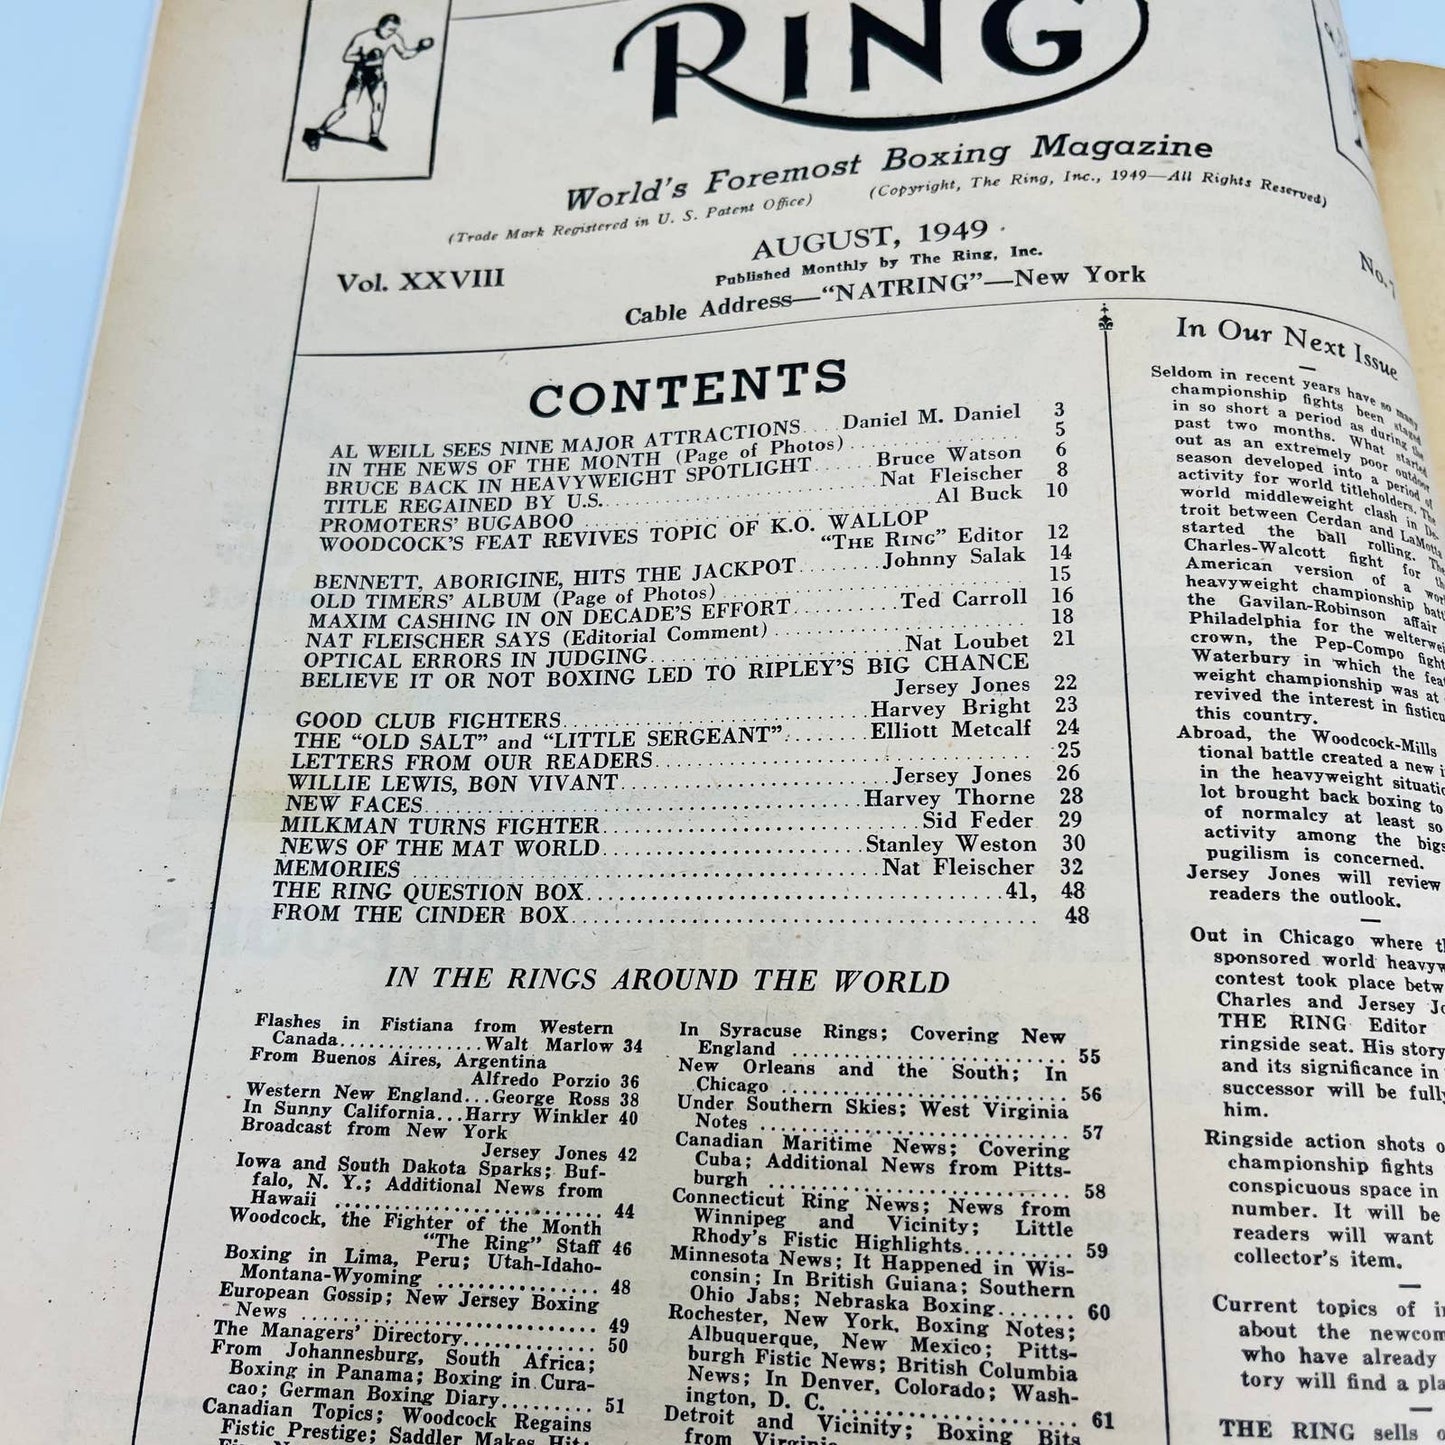 RING
World's Foremost Boxing Magazine
(Trade Mark Registered in U. S. Patent Office) (Copyright, The Ring, Inc., 1949—All Rights Reserved)
AUGUST, 1949
Vol. XXVIII
Published Monthly by The Ring, Inc.
No. 7
Cable Address—"NATRING"—New York
CONTENTS
AL WEILL SEES NINE MAJOR ATTRACTIONS....Daniel M. Daniel 3
IN THE NEWS OF THE MONTH (Page of Photos).................. 5
BRUCE BACK IN HEAVYWEIGHT SPOTLIGHT......Bruce Watson 6
TITLE REGAINED BY U.S..............................Nat Fleischer 8
PROMOTERS' BUGABOO..............................Al Buck 10
WOODCOCK'S FEAT REVIVES TOPIC OF K.O. WALLOP
"THE RING" Editor 12
BENNETT, ABORIGINE, HITS THE JACKPOT........Johnny Salak 14
OLD TIMERS' ALBUM (Page of Photos)............................ 15
MAXIM CASHING IN ON DECADE'S EFFORT..........Ted Carroll 16
NAT FLEISCHER SAYS (Editorial Comment)........................ 18
OPTICAL ERRORS IN JUDGING........................Nat Loubet 21
BELIEVE IT OR NOT BOXING LED TO RIPLEY'S BIG CHANCE
Jersey Jones 22
GOOD CLUB FIGHTERS..............................Harvey Bright 23
THE "OLD SALT" and "LITTLE SERGEANT"........Elliott Metcalf 24
LETTERS FROM OUR READERS.................................... 25
WILLIE LEWIS, BON VIVANT..........................Jersey Jones 26
NEW FACES..........................................Harvey Thorne 28
MILKMAN TURNS FIGHTER..............................Sid Feder 29
NEWS OF THE MAT WORLD........................Stanley Weston 30
MEMORIES..........................................Nat Fleischer 32
THE RING QUESTION BOX....................................41, 48
FROM THE CINDER BOX........................................ 48
IN THE RINGS AROUND THE WORLD
Flashes in Fistiana from Western
Canada...............Walt Marlow 34
From Buenos Aires, Argentina
Alfredo Porzio 36
Western New England...George Ross 38
In Sunny California...Harry Winkler 40
Broadcast from New York
Jersey Jones 42
Iowa and South Dakota Sparks; Buf-
falo, N. Y.; Additional News from
Hawaii .......................... 44
Woodcock, the Fighter of the Month
"The Ring" Staff 46
Boxing in Lima, Peru; Utah-Idaho-
Montana-Wyoming ............... 48
European Gossip; New Jersey Boxing
News ............................ 49
The Managers' Directory............. 50
From Johannesburg, South Africa;
Boxing in Panama; Boxing in Cura-
cao; German Boxing Diary......... 51
Canadian Topics; Woodcock Regains
Fistic Prestige; Saddler Makes Hit;
In Syracuse Rings; Covering New
England .......................... 55
New Orleans and the South; In
Chicago .......................... 56
Under Southern Skies; West Virginia
Notes ............................ 57
Canadian Maritime News; Covering
Cuba; Additional News from Pitts-
burgh ............................ 58
Connecticut Ring News; News from
Winnipeg and Vicinity; Little
Rhody's Fistic Highlights.......... 59
Minnesota News; It Happened in Wis-
consin; In British Guiana; Southern
Ohio Jabs; Nebraska Boxing....... 60
Rochester, New York, Boxing Notes;
Albuquerque, New Mexico; Pitts-
burgh Fistic News; British Columbia
News; In Denver, Colorado; Wash-
ington, D. C. ..................... 61
Detroit and Vicinity; Boxing Bits
from Virginia
In Our Next Issue
Seldom in recent years have so many
championship fights been staged
in so short a period as during the
past two months. What started
out as an extremely poor outdoor
season developed into a period of
activity for world titleholders. The
world middleweight clash in De-
troit between Cerdan and LaMotta
started the ball rolling. The
Charles-Walcott fight for the
American version of a
heavyweight championship
the Gavilan-Robinson affair
Philadelphia for the
crown, the Pep-Compo
Waterbury in which the
weight championship was at
revived the interest in
this country.
Abroad, the Woodcock-Mills
tional battle created a new
in the heavyweight
lot brought back boxing to
of normalcy at least so
activity among the
pugilism is concerned.
Jersey Jones will review
readers the outlook.
Out in Chicago where
sponsored world
contest took place
Charles and Jersey
THE RING Editor
ringside seat. His story
and its significance in
successor will be
him.
Ringside action shots
championship fights
conspicuous space in
number. It will be
readers will want
collector's item.
Current topics of
about the
who have already
tory will find a
THE RING sells